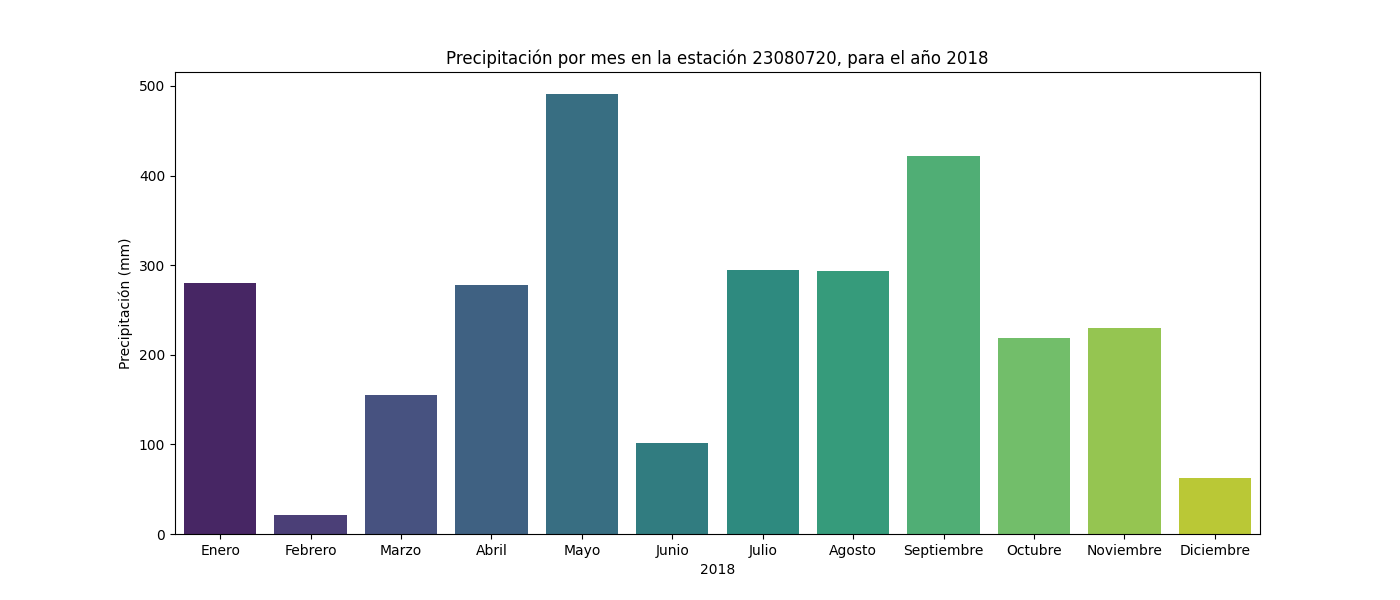 Precipitación por mes en la estación 23080720, para el año 2018
Precipitación (mm)
500
400
300
200
100
0
Enero Febrero Marzo Abril Mayo Junio Julio Agosto Septiembre Octubre Noviembre Diciembre
2018